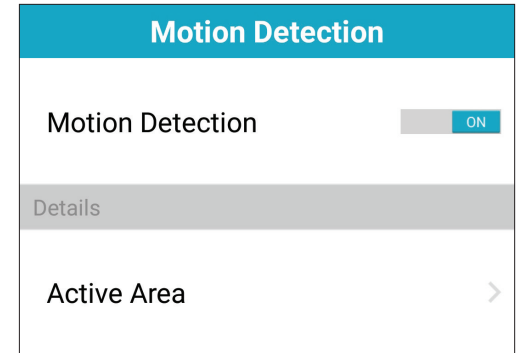 Motion Detection
Motion Detection ON
Details
Active Area